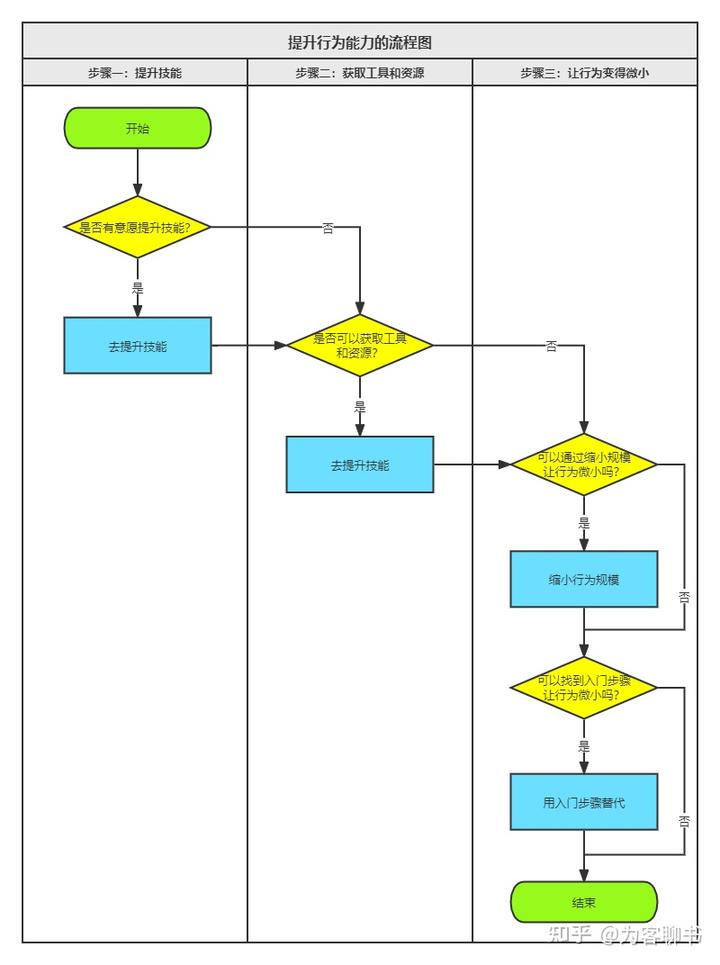 提升行为能力的流程图
步骤一：提升技能
步骤二：获取工具和资源
步骤三：让行为变得微小
开始
是否有意愿提升技能？
否
是
去提升技能
是否可以获取工具
和资源？
否
是
去提升技能
可以通过缩小规模
让行为微小吗？
是
缩小行为规模
否
可以找到入门步骤
让行为微小吗？
是
用入门步骤替代
否
结束
知乎 @为客聊书